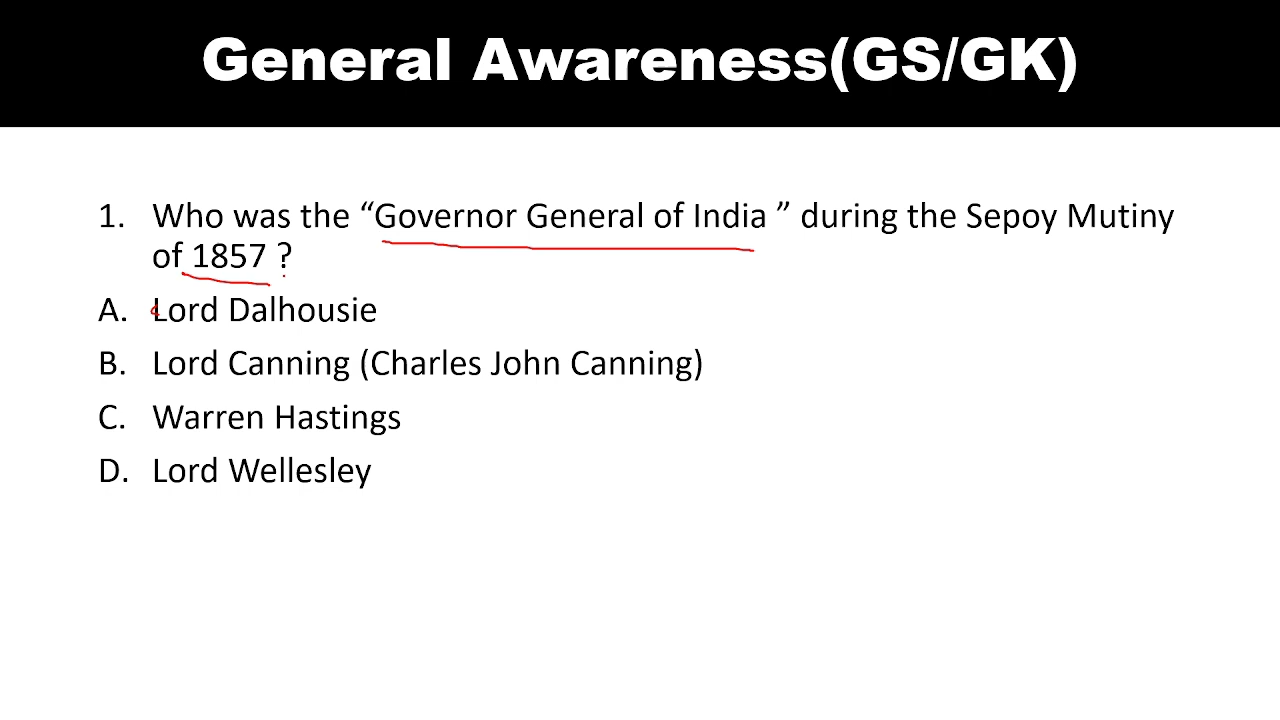 General Awareness(GS/GK)
1. Who was the “Governor General of India ” during the Sepoy Mutiny
of 1857 ?
A. Lord Dalhousie
B. Lord Canning (Charles John Canning)
C. Warren Hastings
D. Lord Wellesley